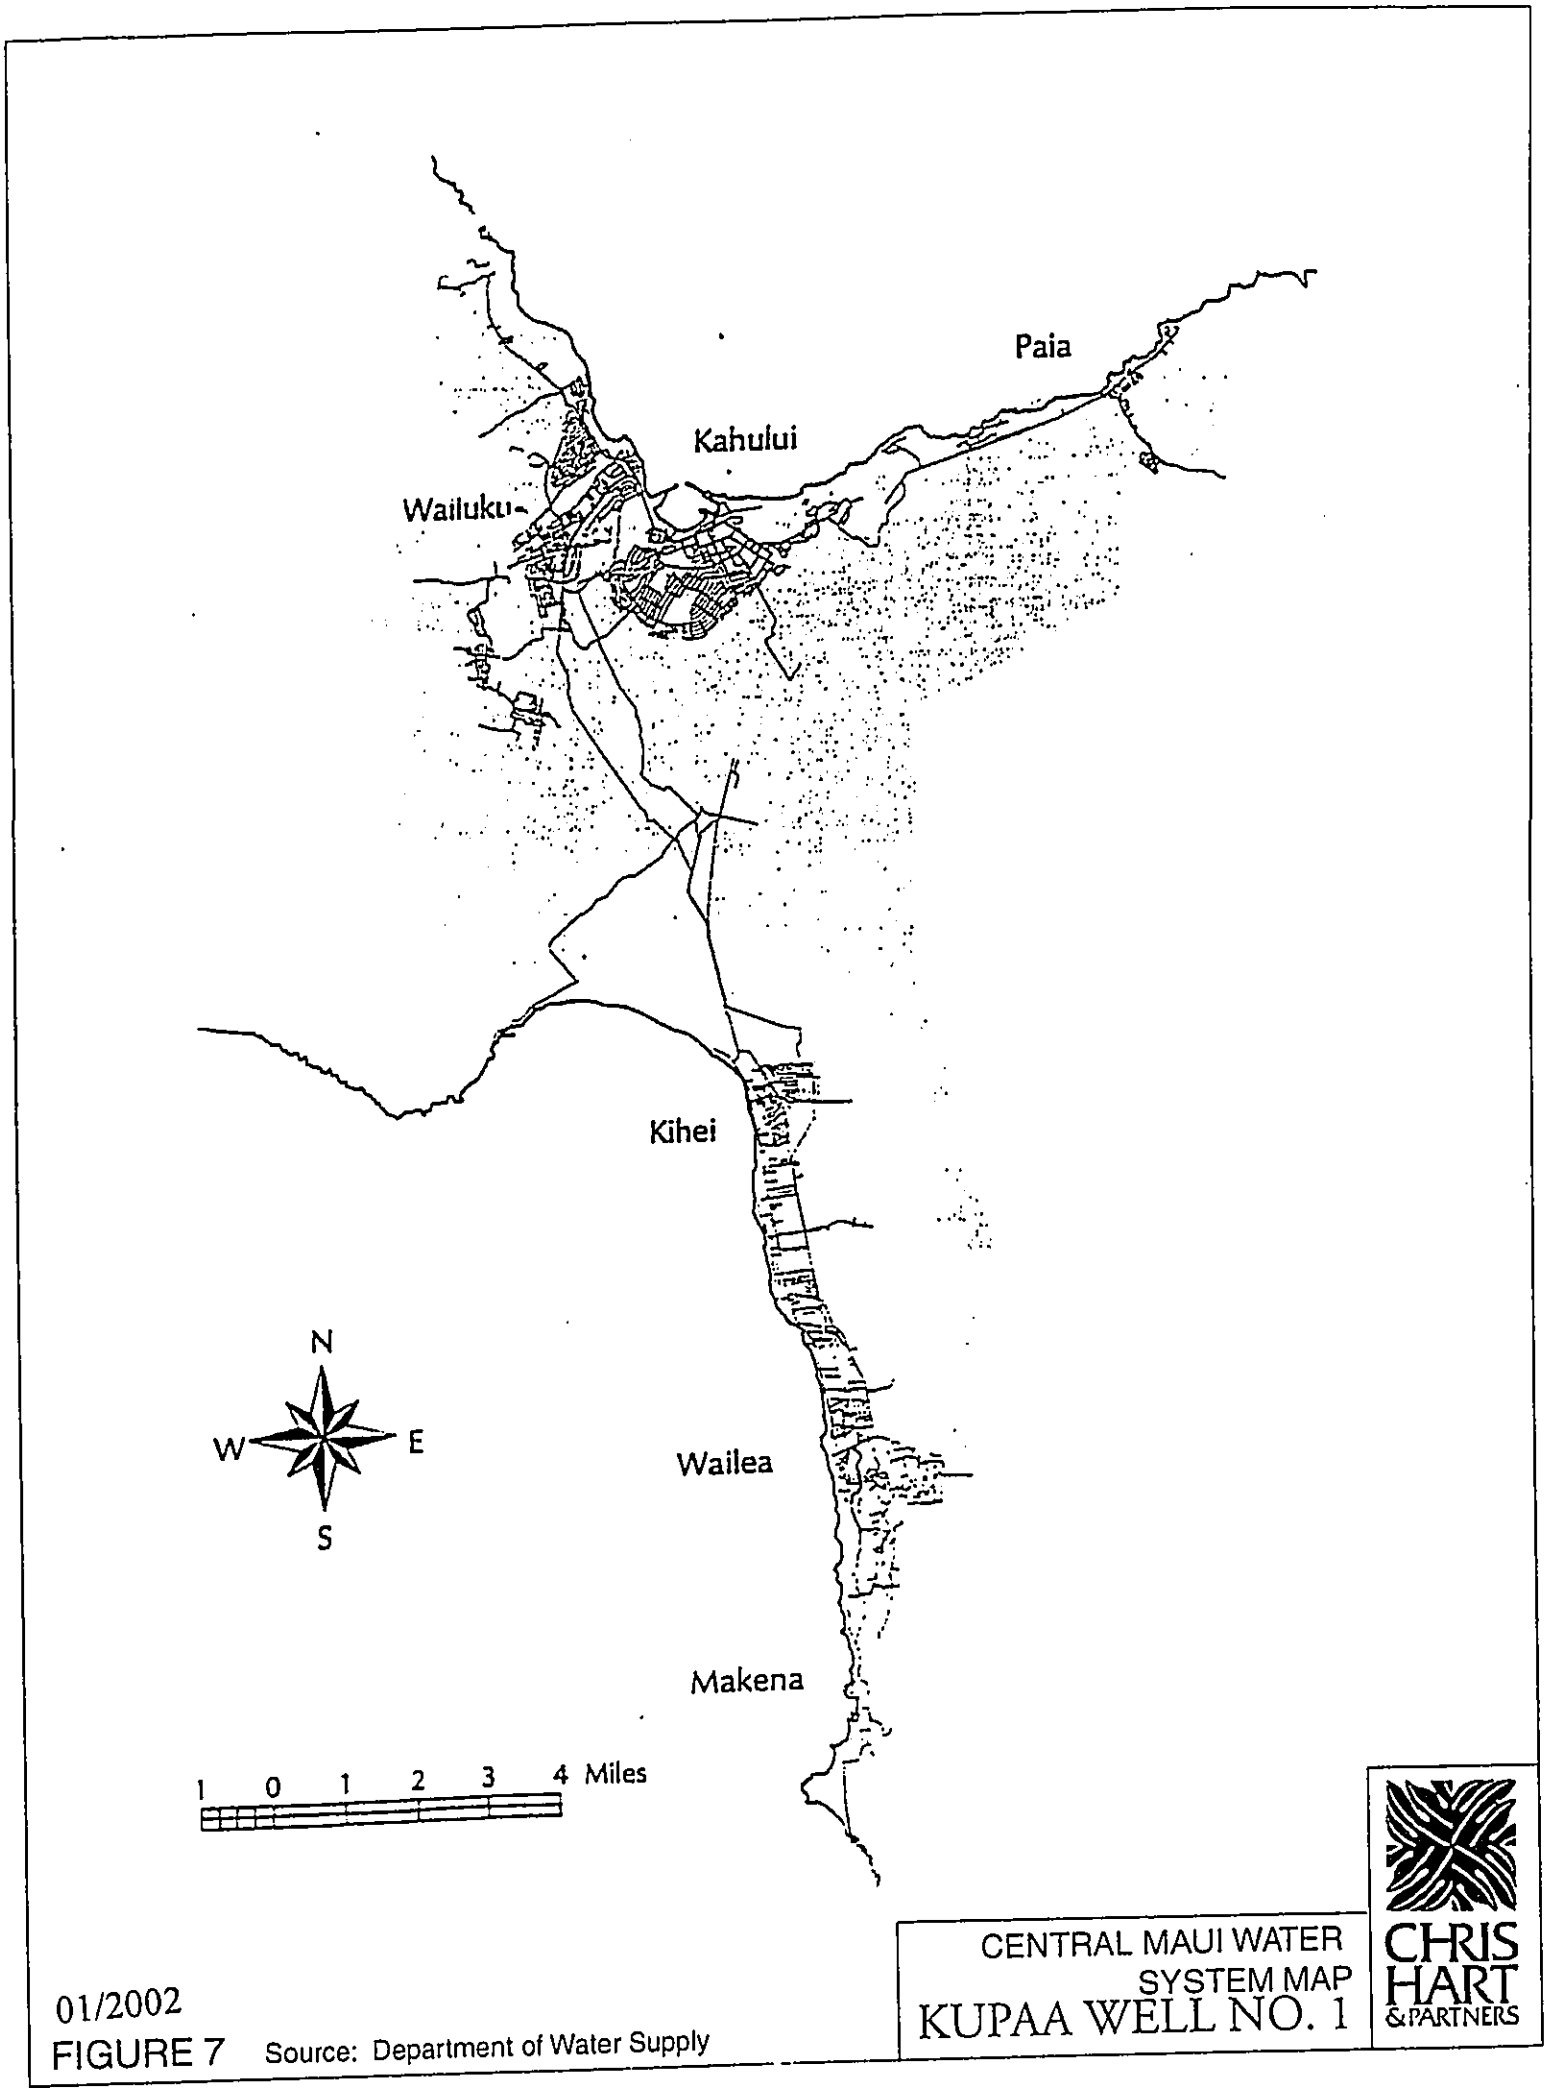 Paia
Kahului
Wailuku
Kihei
N
W E
S
Wailea
Makena
1 0 1 2 3 4 Miles
01/2002
FIGURE 7 Source: Department of Water Supply
CENTRAL MAUI WATER
SYSTEM MAP
KUPAA WELL NO. 1
CHRIS
HART
& PARTNERS